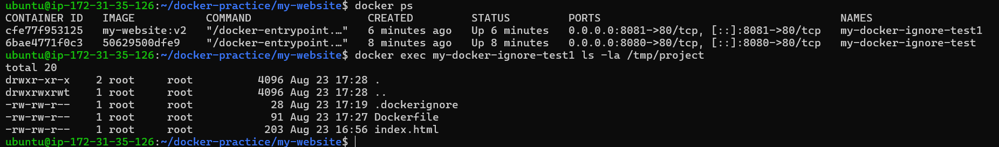 ubuntu@ip-172-31-35-126:~/docker-practice/my-website$ docker ps
CONTAINER ID   IMAGE           COMMAND                  CREATED         STATUS         PORTS                                     NAMES
cfe77f953125   my-website:v2   "/docker-entrypoint.…"   6 minutes ago   Up 6 minutes   0.0.0.0:8081->80/tcp, [::]:8081->80/tcp   my-docker-ignore-test1
6bae4771f0c3   50629500dfe9    "/docker-entrypoint.…"   8 minutes ago   Up 8 minutes   0.0.0.0:8080->80/tcp, [::]:8080->80/tcp   my-docker-ignore-test
ubuntu@ip-172-31-35-126:~/docker-practice/my-website$ docker exec my-docker-ignore-test1 ls -la /tmp/project
total 20
drwxr-xr-x    2 root     root          4096 Aug 23 17:28 .
drwxrwxrwt    1 root     root          4096 Aug 23 17:28 ..
-rw-rw-r--    1 root     root            28 Aug 23 17:19 .dockerignore
-rw-rw-r--    1 root     root            91 Aug 23 17:27 Dockerfile
-rw-rw-r--    1 root     root           203 Aug 23 16:56 index.html
ubuntu@ip-172-31-35-126:~/docker-practice/my-website$